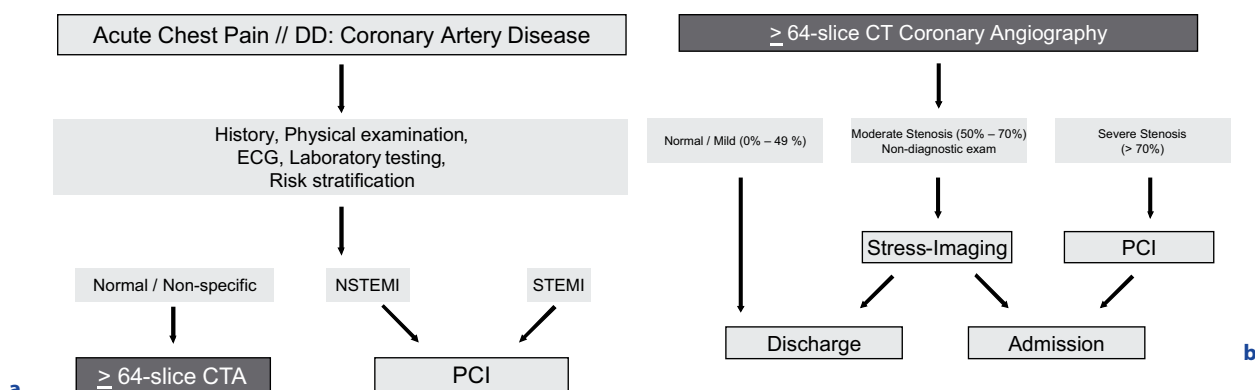 Acute Chest Pain // DD: Coronary Artery Disease
History, Physical examination,
ECG, Laboratory testing,
Risk stratification
Normal / Non-specific
NSTEMI
STEMI
≥ 64-slice CTA
PCI
a
≥ 64-slice CT Coronary Angiography
Normal / Mild (0% – 49 %)
Moderate Stenosis (50% – 70%)
Non-diagnostic exam
Severe Stenosis
(> 70%)
Stress-Imaging
PCI
Discharge
Admission
b